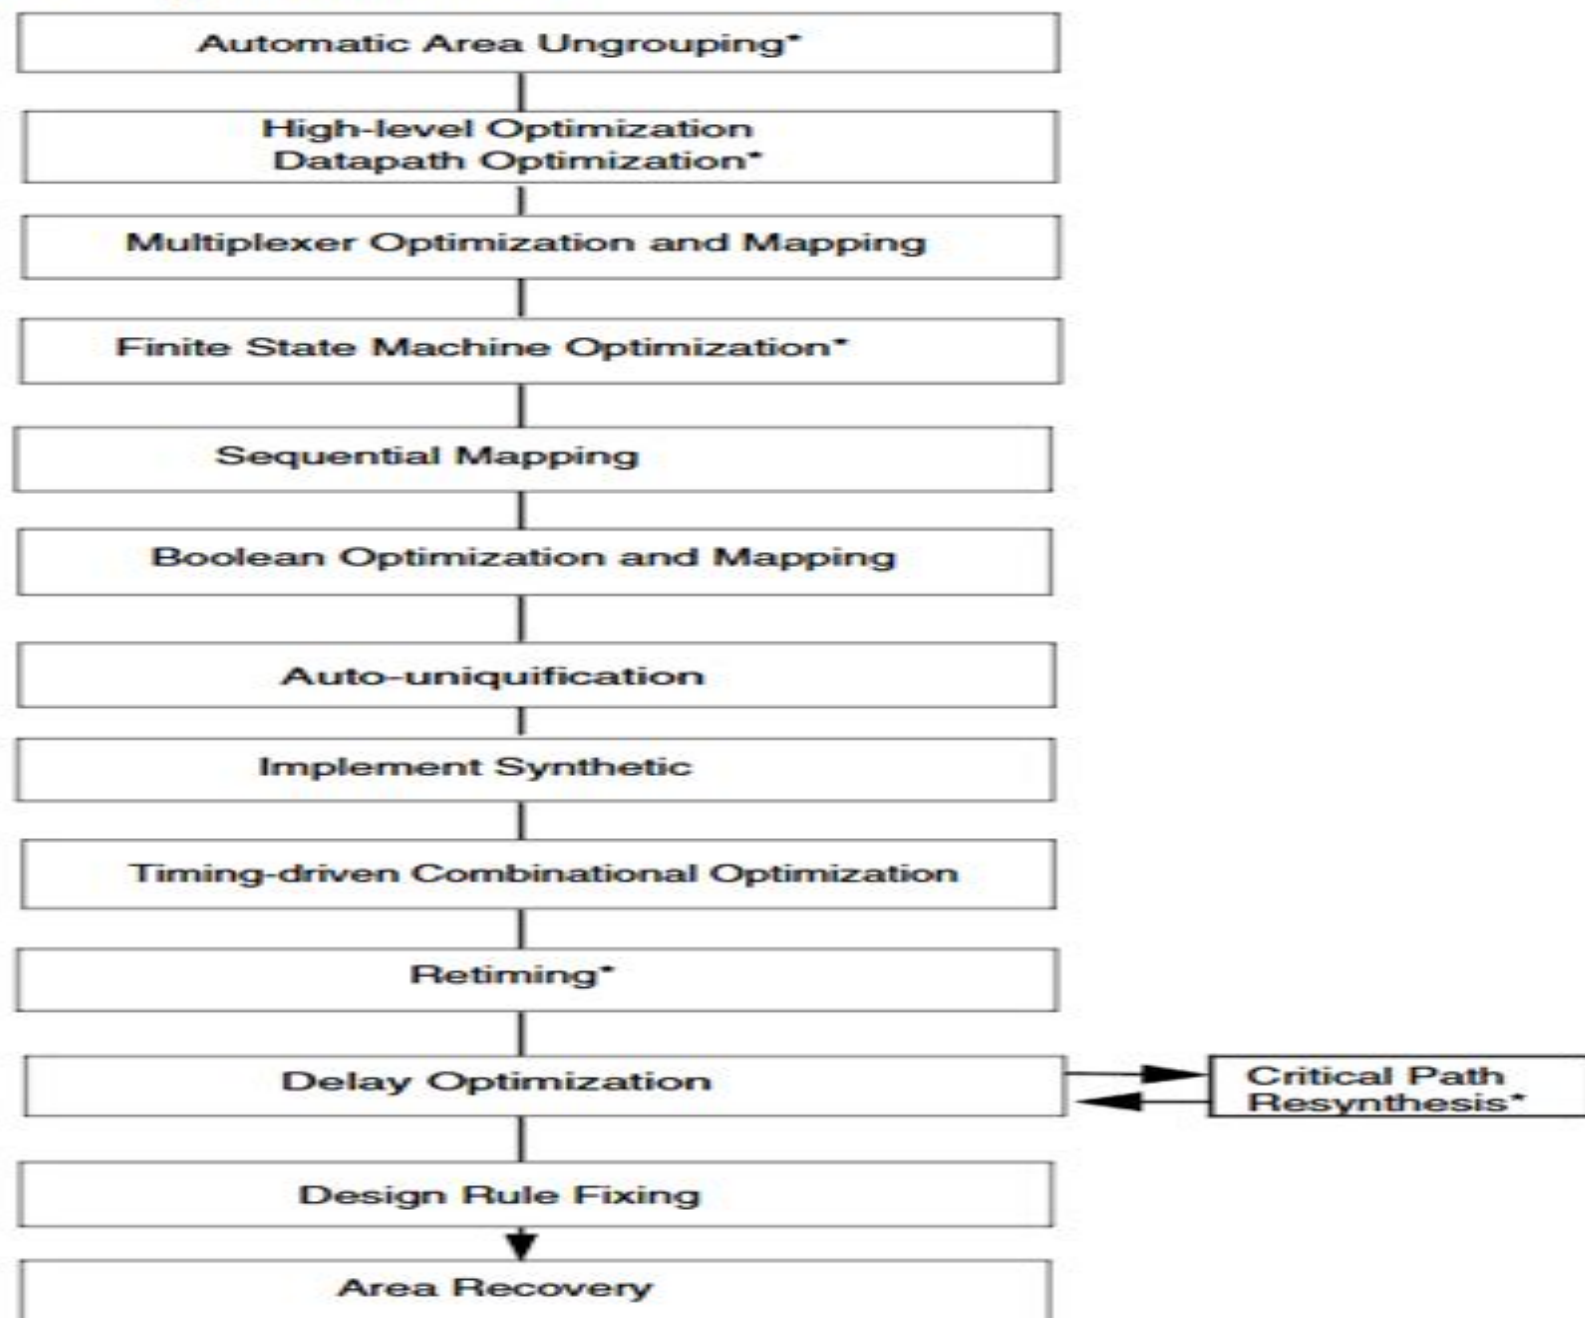 Automatic Area Ungrouping*
High-level Optimization
Datapath Optimization*
Multiplexer Optimization and Mapping
Finite State Machine Optimization*
Sequential Mapping
Boolean Optimization and Mapping
Auto-uniquification
Implement Synthetic
Timing-driven Combinational Optimization
Retiming*
Delay Optimization
Critical Path
Resynthesis*
Design Rule Fixing
Area Recovery